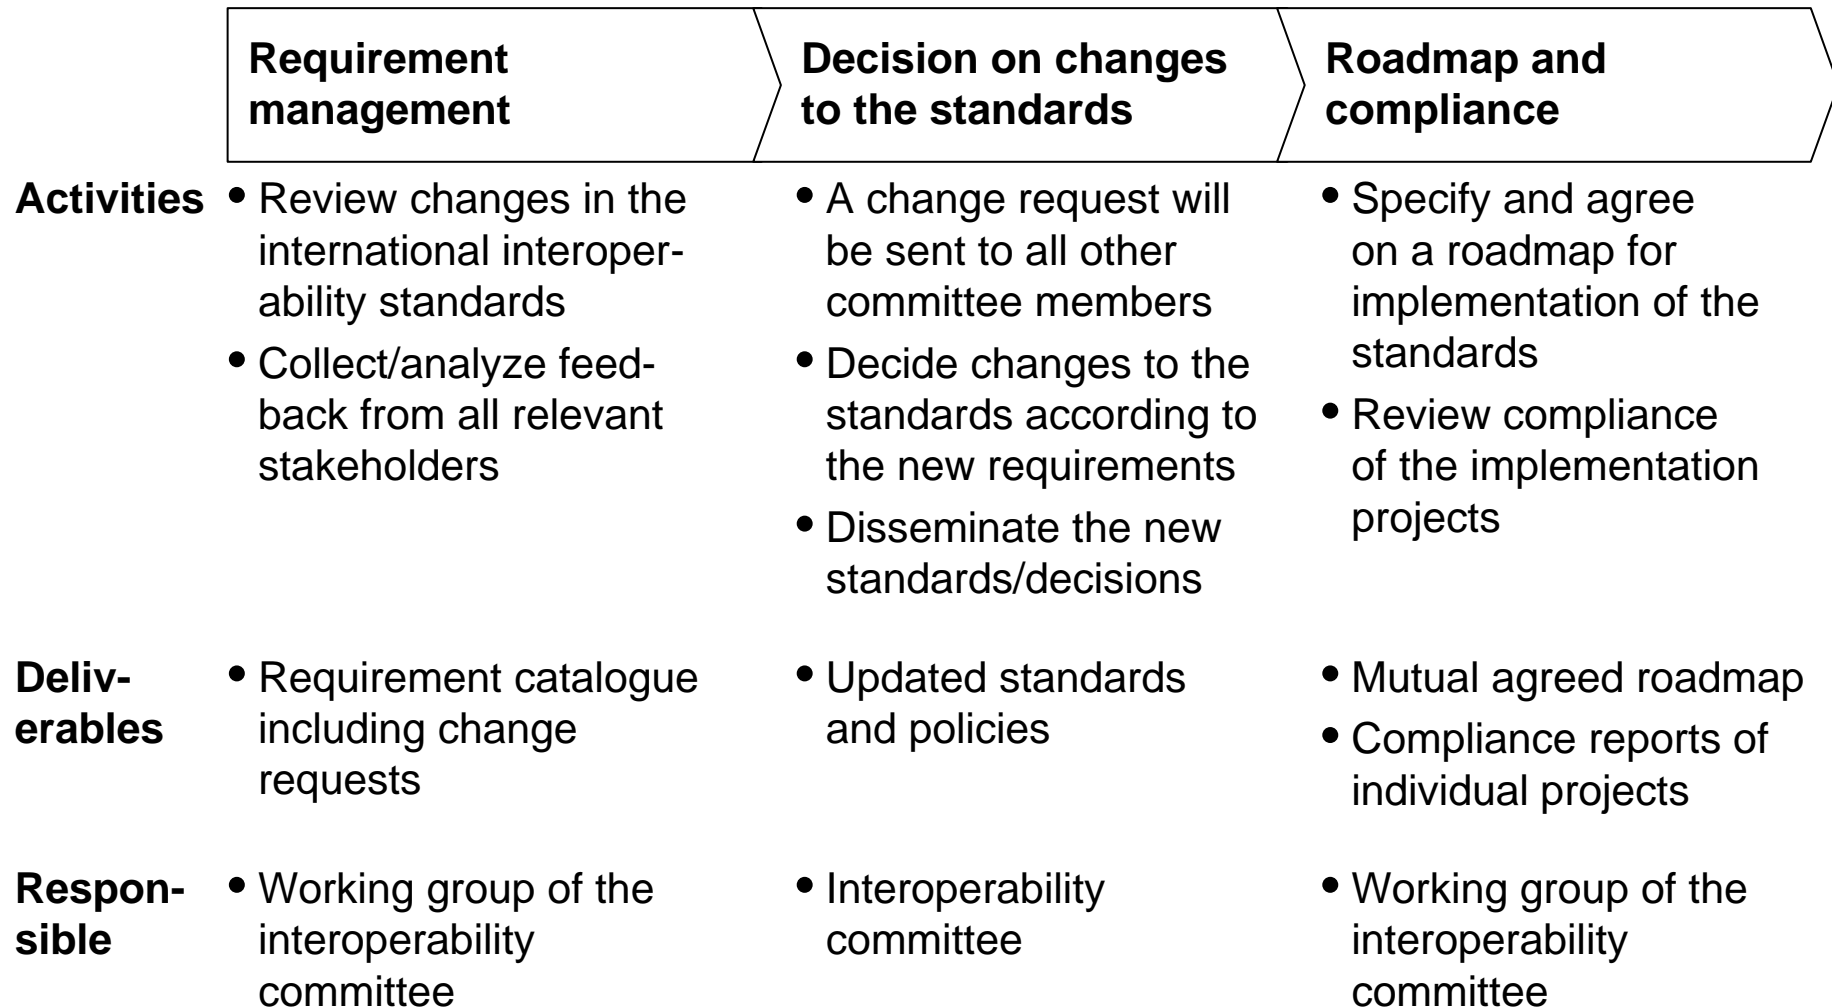 Requirement
management
Decision on changes
to the standards
Roadmap and
compliance
Activities
• Review changes in the
international interoper-
ability standards
• Collect/analyze feed-
back from all relevant
stakeholders
• A change request will
be sent to all other
committee members
• Decide changes to the
standards according to
the new requirements
• Disseminate the new
standards/decisions
• Specify and agree
on a roadmap for
implementation of the
standards
• Review compliance
of the implementation
projects
Deliv-
erables
• Requirement catalogue
including change
requests
• Updated standards
and policies
• Mutual agreed roadmap
• Compliance reports of
individual projects
Respon-
sible
• Working group of the
interoperability
committee
• Interoperability
committee
• Working group of the
interoperability
committee